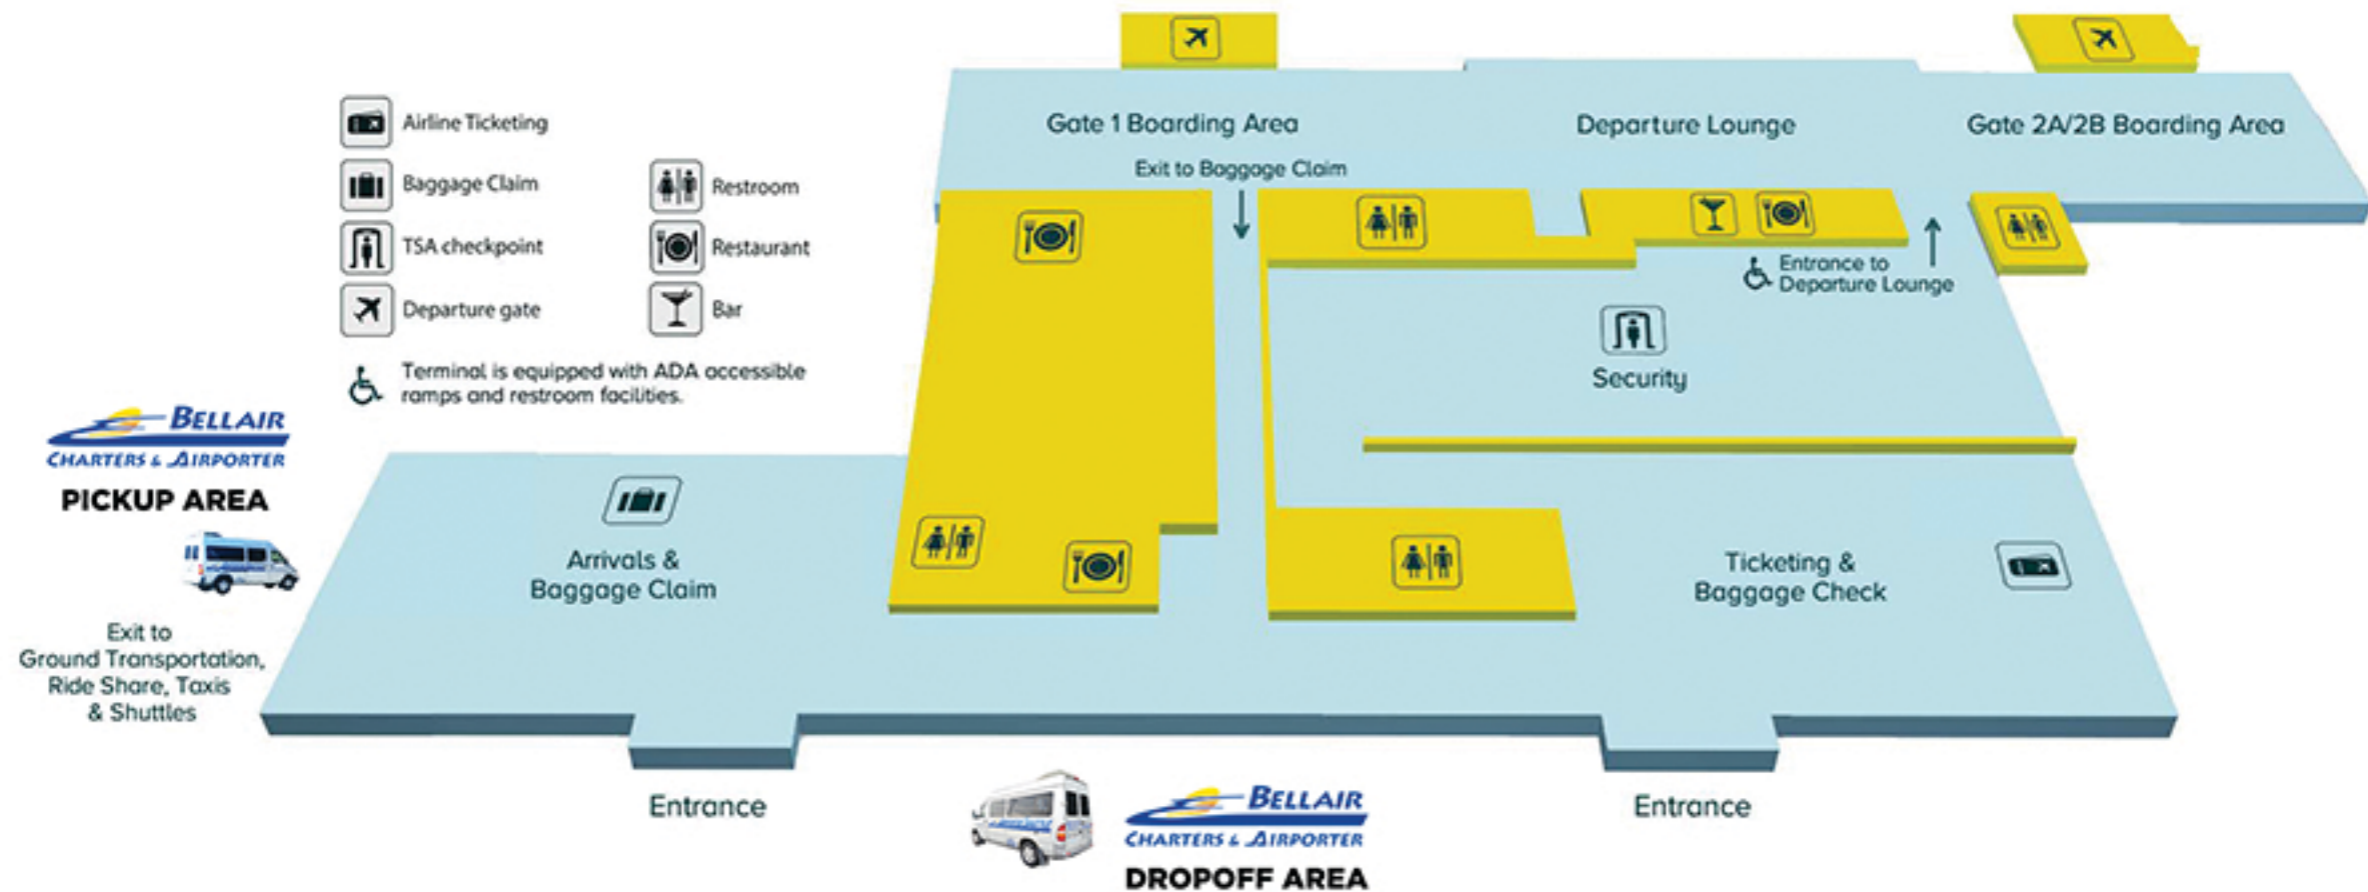 Gate 1 Boarding Area
Departure Lounge
Gate 2A/2B Boarding Area
Exit to Baggage Claim
Airline Ticketing
Baggage Claim
TSA checkpoint
Departure gate
Restroom
Restaurant
Bar
Terminal is equipped with ADA accessible
ramps and restroom facilities.
Entrance to
Departure Lounge
Security
BELLAIR
CHARTERS & AIRPORTER
PICKUP AREA
Exit to
Ground Transportation,
Ride Share, Taxis
& Shuttles
Arrivals &
Baggage Claim
Ticketing &
Baggage Check
Entrance
Entrance
BELLAIR
CHARTERS & AIRPORTER
DROPOFF AREA